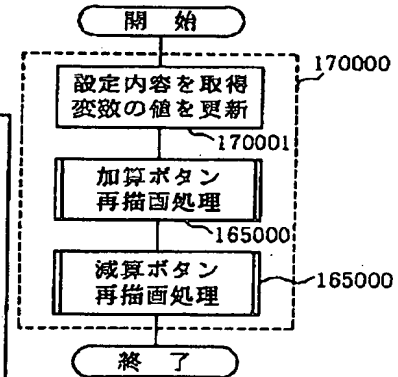 開始
170000
設定内容を取得
変数の値を更新
170001
加算ボタン
再描画処理
165000
減算ボタン
再描画処理
165000
終了